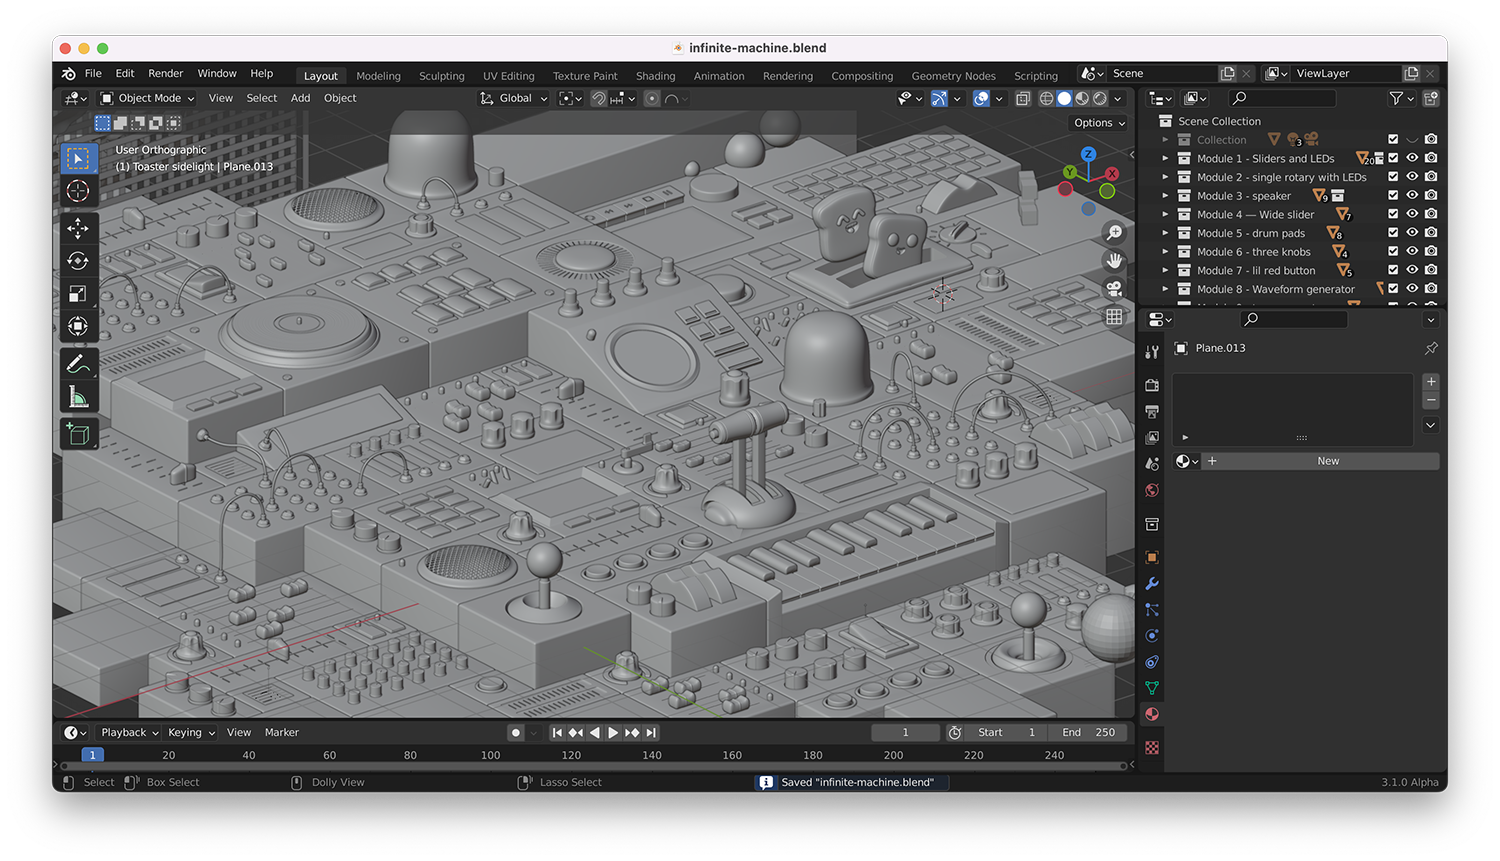 infinite-machine.blend
File Edit Render Window Help Layout Modeling Sculpting UV Editing Texture Paint Shading Animation Rendering Compositing Geometry Nodes Scripting Scene ViewLayer
Object Mode View Select Add Object Global
Options
User Orthographic
(1) Toaster sidelight | Plane.013
Z
Y
X
Scene Collection
Collection 3
Module 1 - Sliders and LEDs 20
Module 2 - single rotary with LEDs
Module 3 - speaker 9
Module 4 — Wide slider 7
Module 5 - drum pads 8
Module 6 - three knobs 4
Module 7 - lil red button 5
Module 8 - Waveform generator
Plane.013
New
Playback Keying View Marker 1 Start 1 End 250
1 20 40 60 80 100 120 140 160 180 200 220 240
Select Box Select Dolly View Lasso Select Saved "infinite-machine.blend" 3.1.0 Alpha